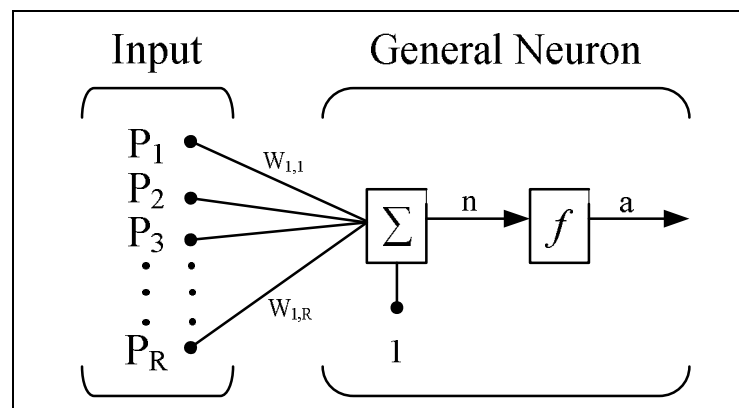 Input General Neuron
P1
W1,1
P2
P3
Σ n f a
W1,R
PR
1